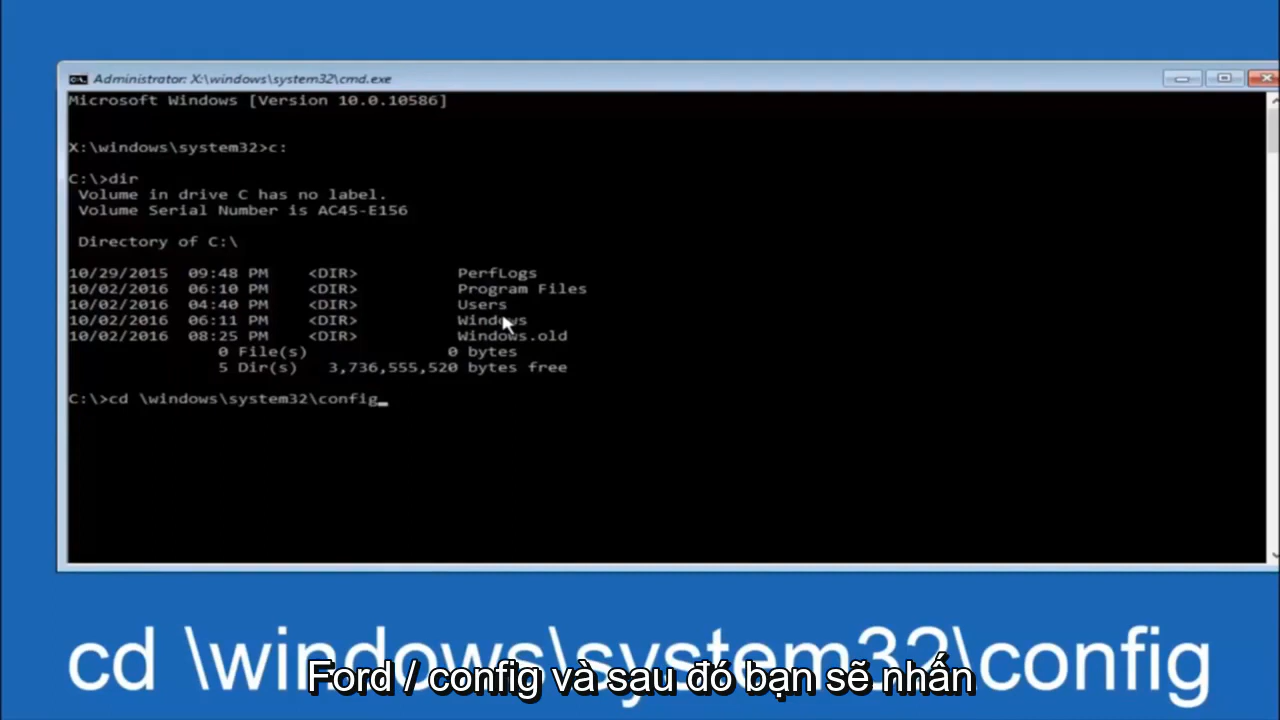 Administrator: X:\windows\system32\cmd.exe
Microsoft Windows [Version 10.0.10586]
X:\windows\system32>c:
C:\>dir
Volume in drive C has no label.
Volume Serial Number is AC45-E156
Directory of C:\
10/29/2015 09:48 PM <DIR> PerfLogs
10/02/2016 06:10 PM <DIR> Program Files
10/02/2016 04:40 PM <DIR> Users
10/02/2016 06:11 PM <DIR> Windows
10/02/2016 08:25 PM <DIR> Windows.old
0 File(s) 0 bytes
5 Dir(s) 3,736,555,520 bytes free
C:\>cd \windows\system32\config_
cd \windows\system32\config
Ford / config và sau đó bạn sẽ nhấn